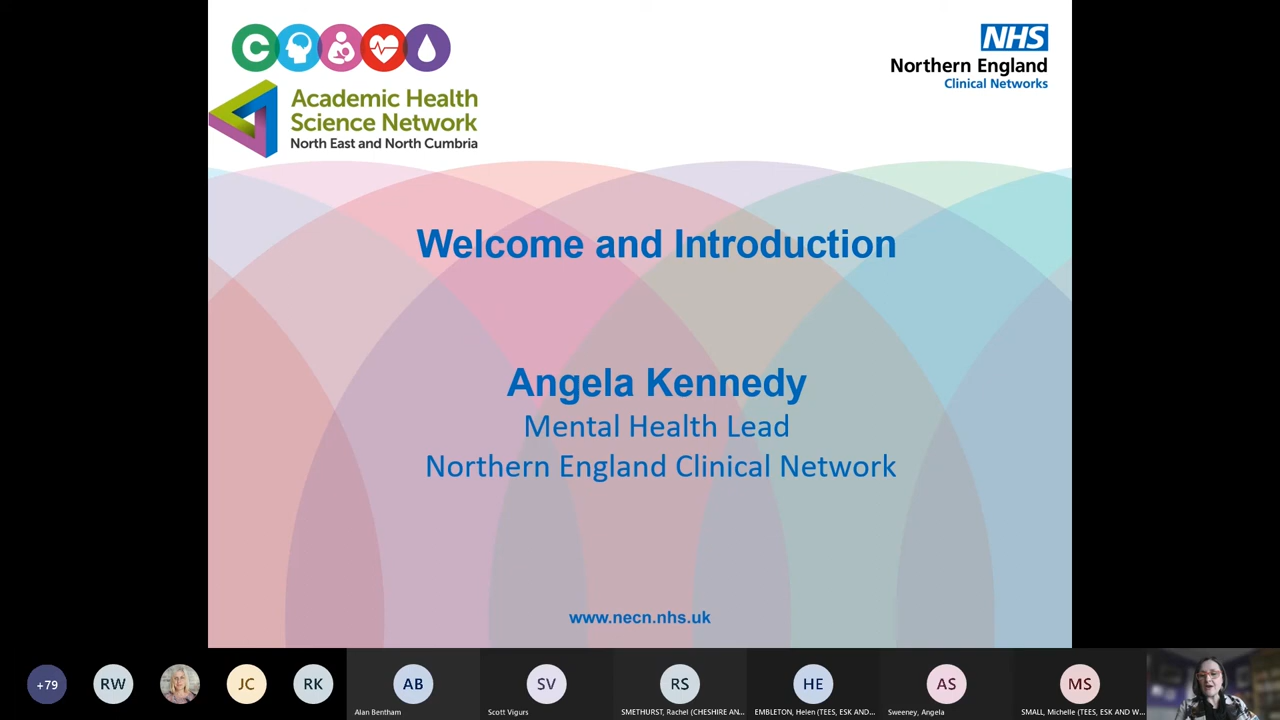 C
Academic Health
Science Network
North East and North Cumbria
NHS
Northern England
Clinical Networks
Welcome and Introduction
Angela Kennedy
Mental Health Lead
Northern England Clinical Network
www.necn.nhs.uk
+79
RW
JC
RK
AB
Alan Bentham
SV
Scott Vigurs
RS
SMETHURST, Rachel (CHESHIRE AN...
HE
EMBLETON, Helen (TEES, ESK AND...
AS
Sweeney, Angela
MS
SMALL, Michelle (TEES, ESK AND W...